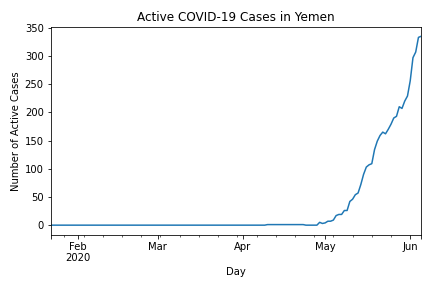 Active COVID-19 Cases in Yemen
Number of Active Cases
350
300
250
200
150
100
50
0
Feb
2020
Mar
Apr
May
Jun
Day